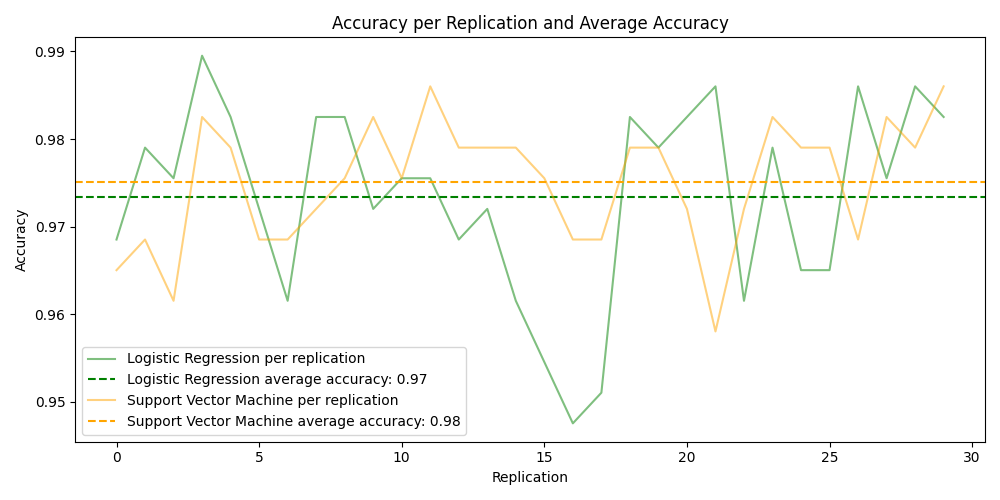 Accuracy per Replication and Average Accuracy
Accuracy
0.99
0.98
0.97
0.96
0.95
Logistic Regression per replication
Logistic Regression average accuracy: 0.97
Support Vector Machine per replication
Support Vector Machine average accuracy: 0.98
0 5 10 15 20 25 30
Replication